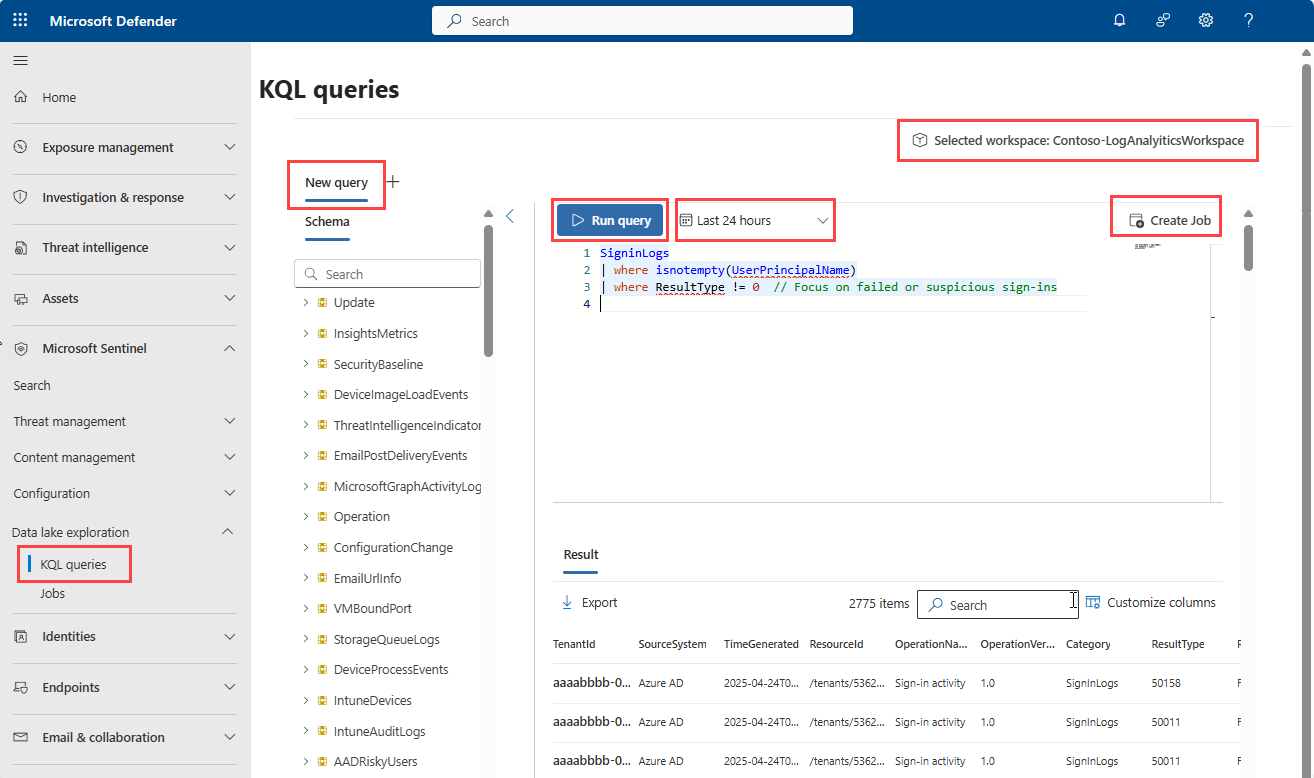 Microsoft Defender
Search
Home
Exposure management
Investigation & response
Threat intelligence
Assets
Microsoft Sentinel
Search
Threat management
Content management
Configuration
Data lake exploration
KQL queries
Jobs
Identities
Endpoints
Email & collaboration
KQL queries
Selected workspace: Contoso-LogAnalyiticsWorkspace
New query
Schema
Search
Update
InsightsMetrics
SecurityBaseline
DeviceImageLoadEvents
ThreatIntelligenceIndicator
EmailPostDeliveryEvents
MicrosoftGraphActivityLog
Operation
ConfigurationChange
EmailUrlInfo
VMBoundPort
StorageQueueLogs
DeviceProcessEvents
IntuneDevices
IntuneAuditLogs
AADRiskyUsers
Run query
Last 24 hours
Create Job
1 SigninLogs
2 | where isnotempty(UserPrincipalName)
3 | where ResultType != 0 // Focus on failed or suspicious sign-ins
4
Result
Export
2775 items
Search
Customize columns
TenantId SourceSystem TimeGenerated ResourceId OperationNa... OperationVer... Category ResultType
aaaabbbb-0... Azure AD 2025-04-24T0... /tenants/5362... Sign-in activity 1.0 SignInLogs 50158
aaaabbbb-0... Azure AD 2025-04-24T0... /tenants/5362... Sign-in activity 1.0 SignInLogs 50011
aaaabbbb-0... Azure AD 2025-04-24T0... /tenants/5362... Sign-in activity 1.0 SignInLogs 50011